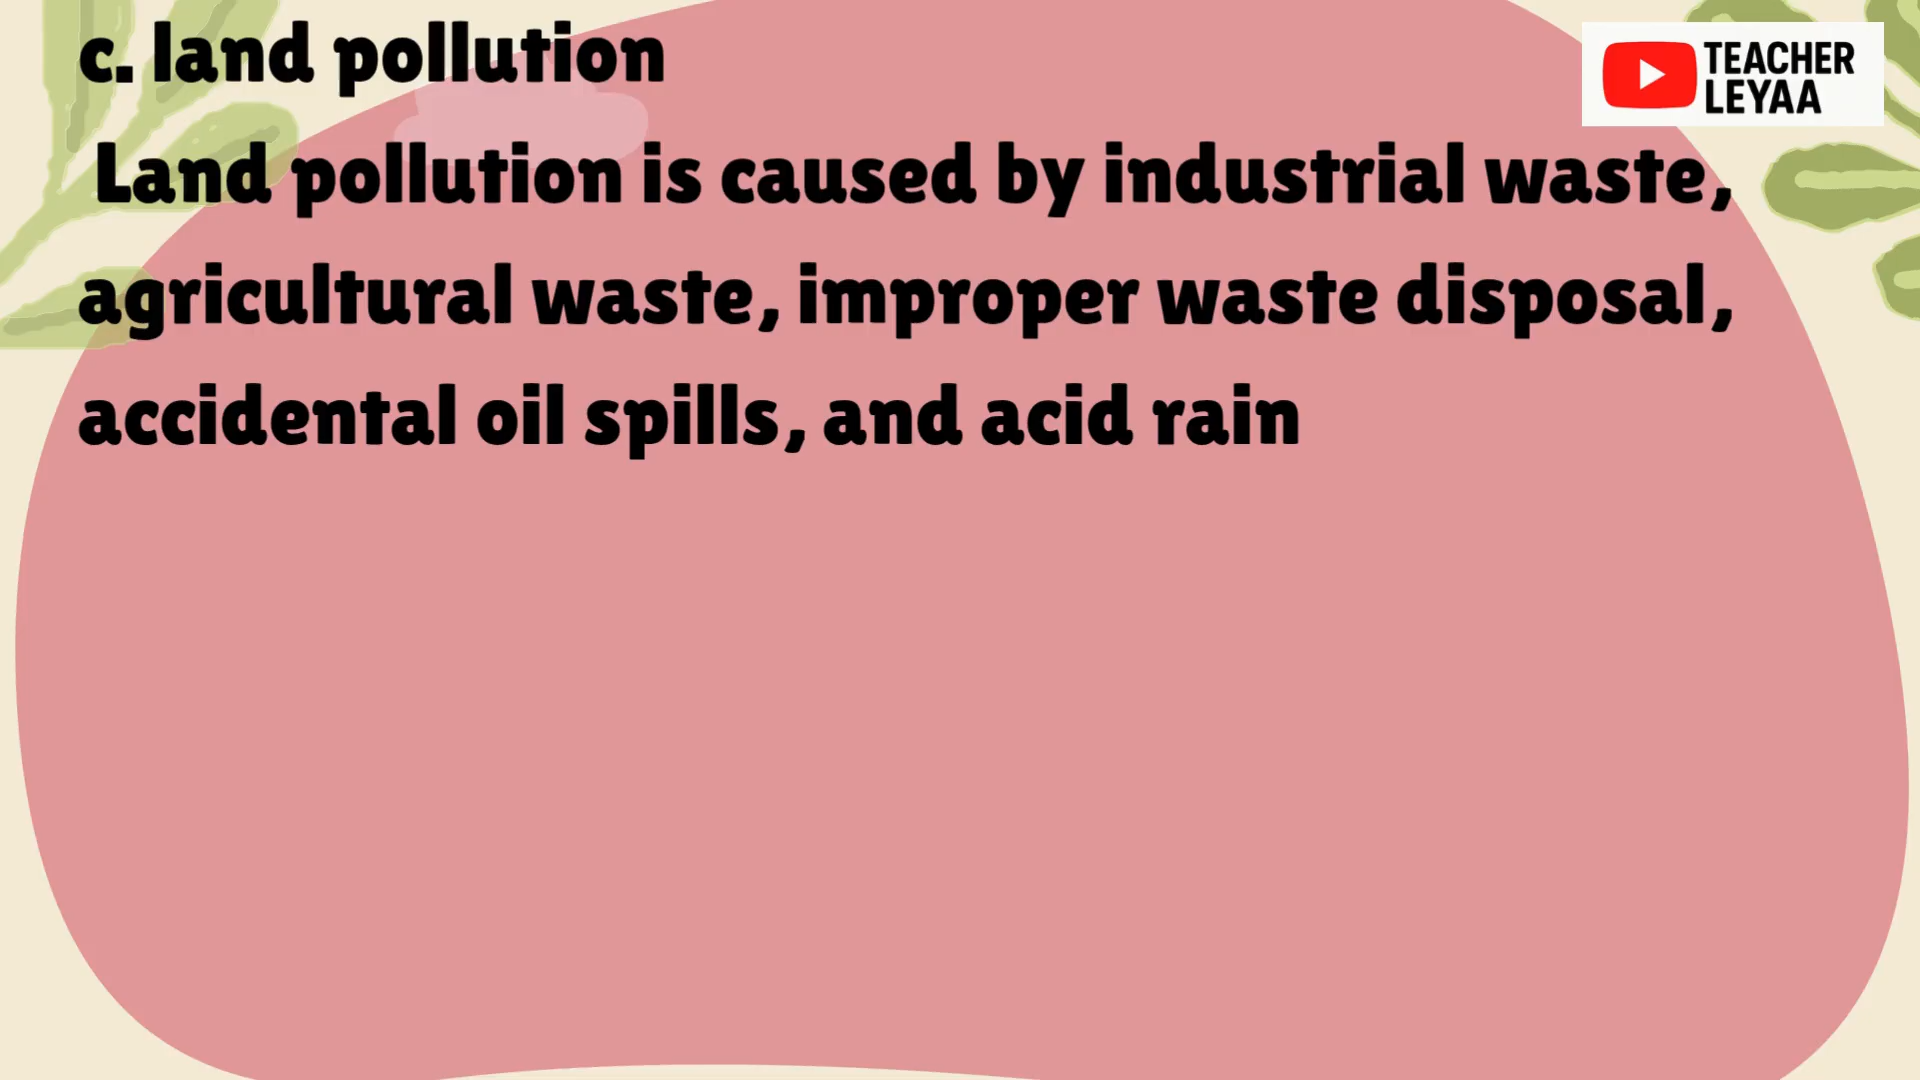 c. land pollution
TEACHER
LEYAA
Land pollution is caused by industrial waste,
agricultural waste, improper waste disposal,
accidental oil spills, and acid rain